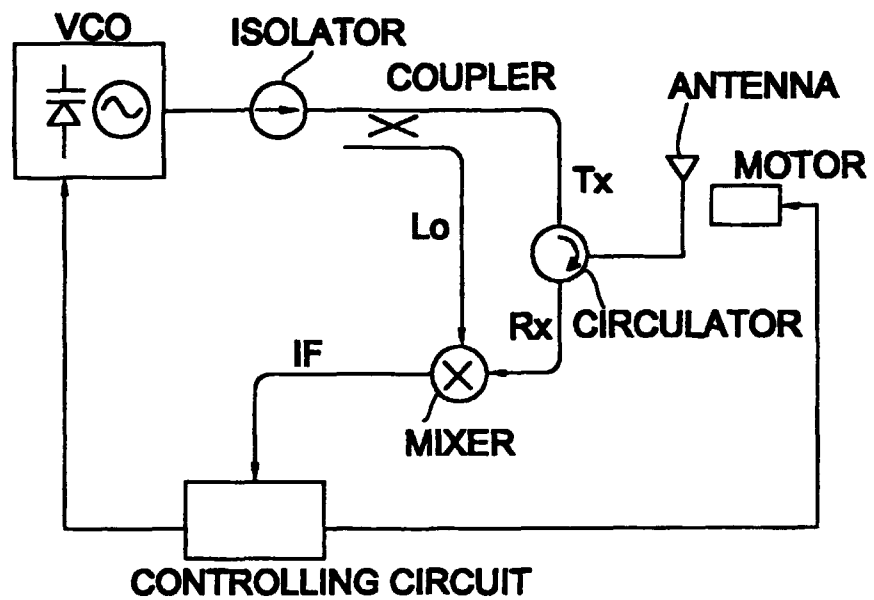 VCO
ISOLATOR
COUPLER
ANTENNA
MOTOR
Tx
Lo
Rx
CIRCULATOR
IF
MIXER
CONTROLLING CIRCUIT